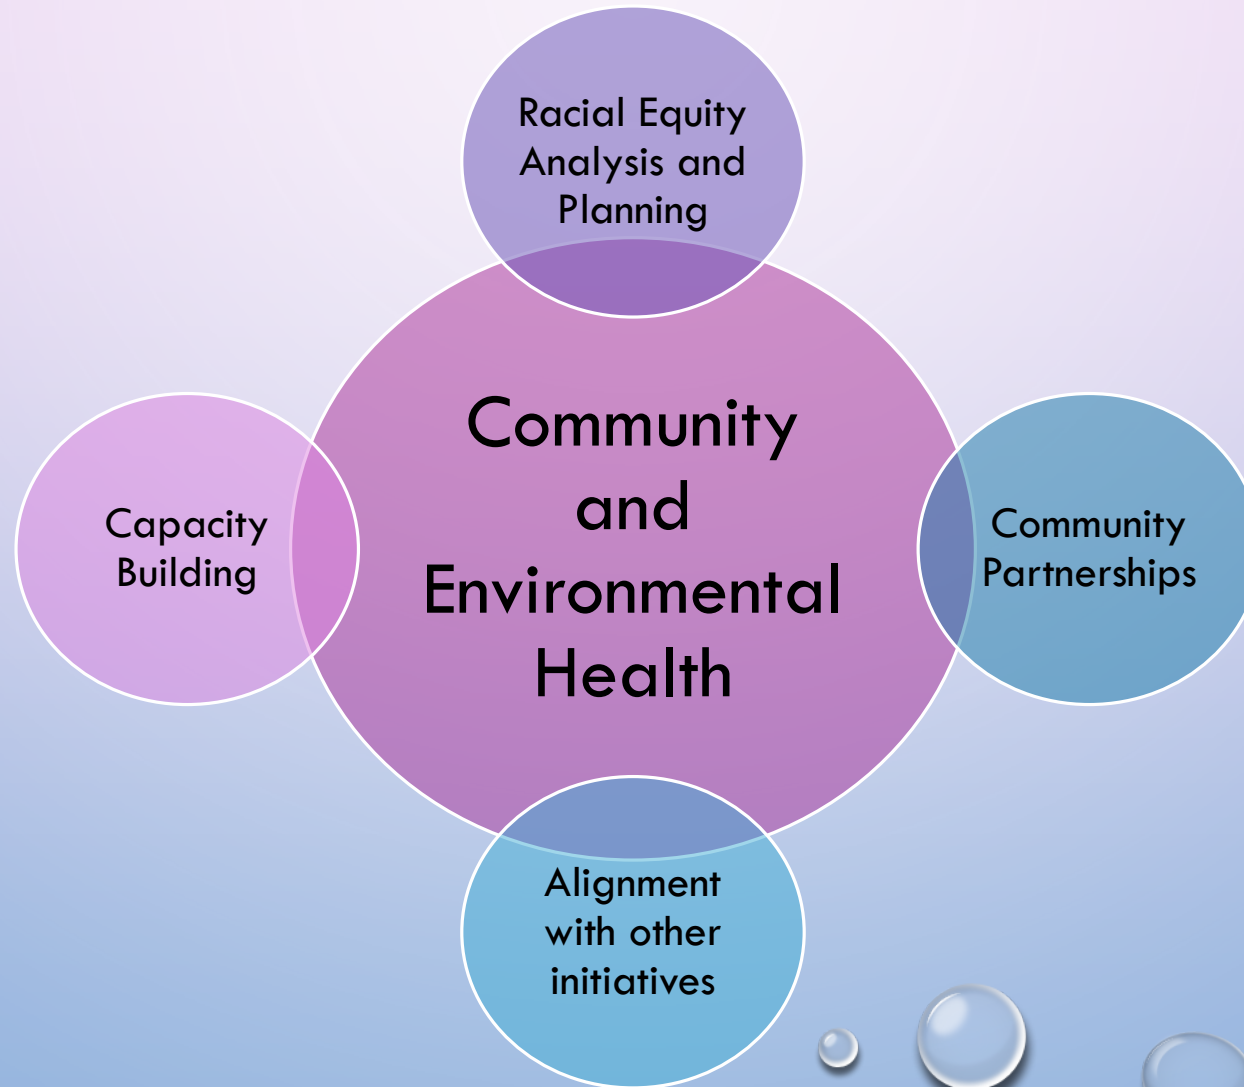 Racial Equity
Analysis and
Planning
Community
and
Environmental
Health
Capacity
Building
Community
Partnerships
Alignment
with other
initiatives